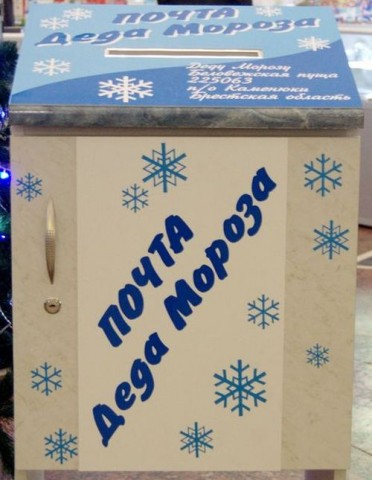 ПОЧТА
Деда Мороза
Деду Морозу
Беловежская пуща
225063
п/о Каменюки
Брестская область
ПОЧТА
Деда Мороза